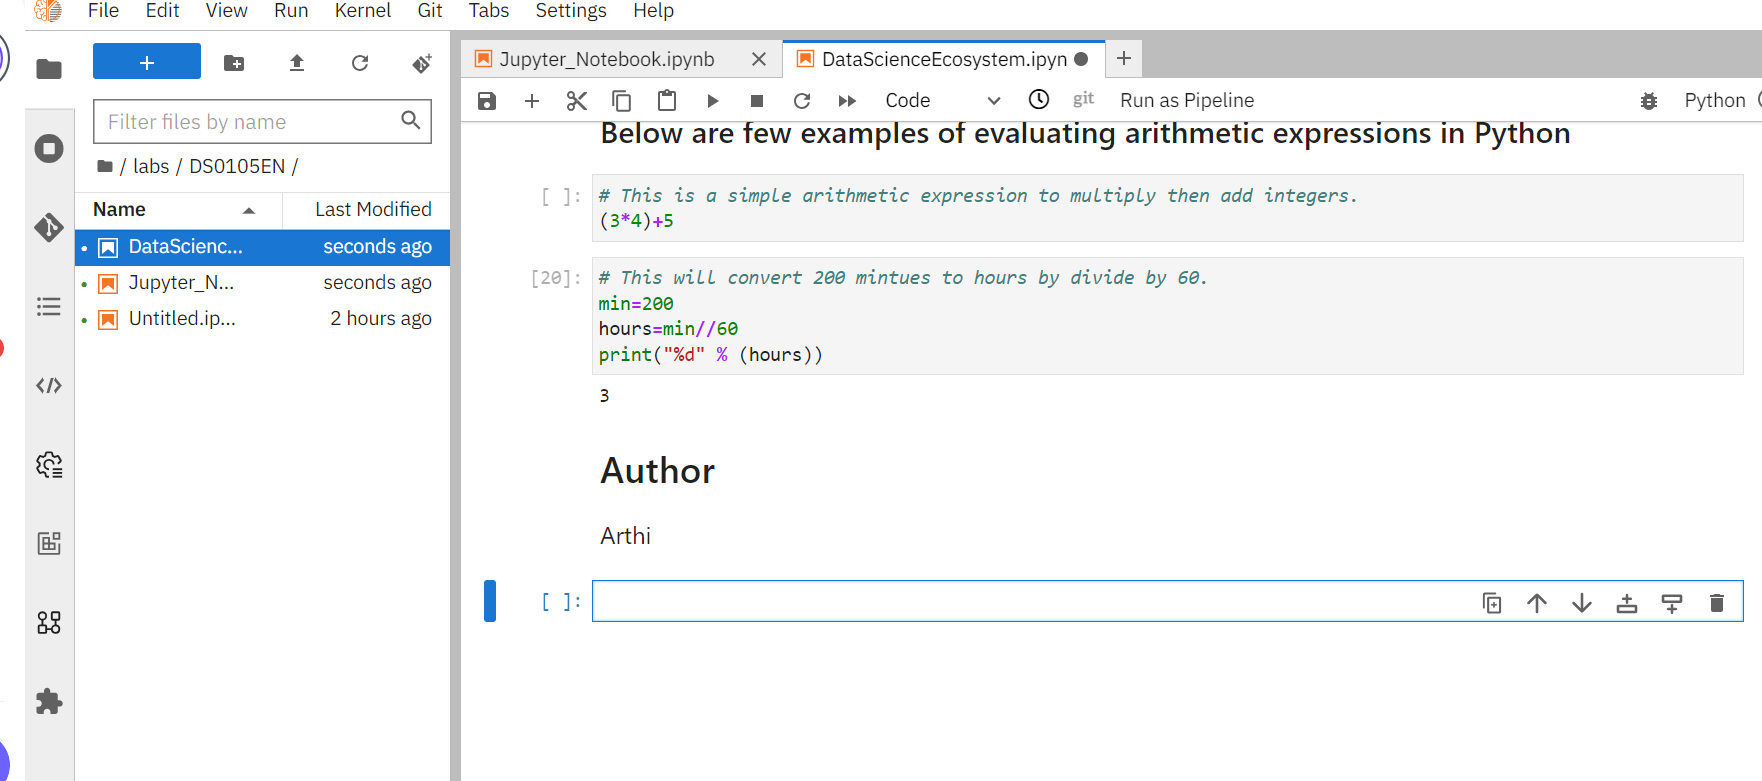 File Edit View Run Kernel Git Tabs Settings Help
Filter files by name
/ labs / DS0105EN /
Name Last Modified
DataScienc... seconds ago
Jupyter_N... seconds ago
Untitled.ip... 2 hours ago
Jupyter_Notebook.ipynb DataScienceEcosystem.ipyn
Code git Run as Pipeline Python
Below are few examples of evaluating arithmetic expressions in Python
[ ]: # This is a simple arithmetic expression to multiply then add integers.
(3*4)+5
[20]: # This will convert 200 mintues to hours by divide by 60.
min=200
hours=min//60
print("%d" % (hours))
3
Author
Arthi
[ ]: